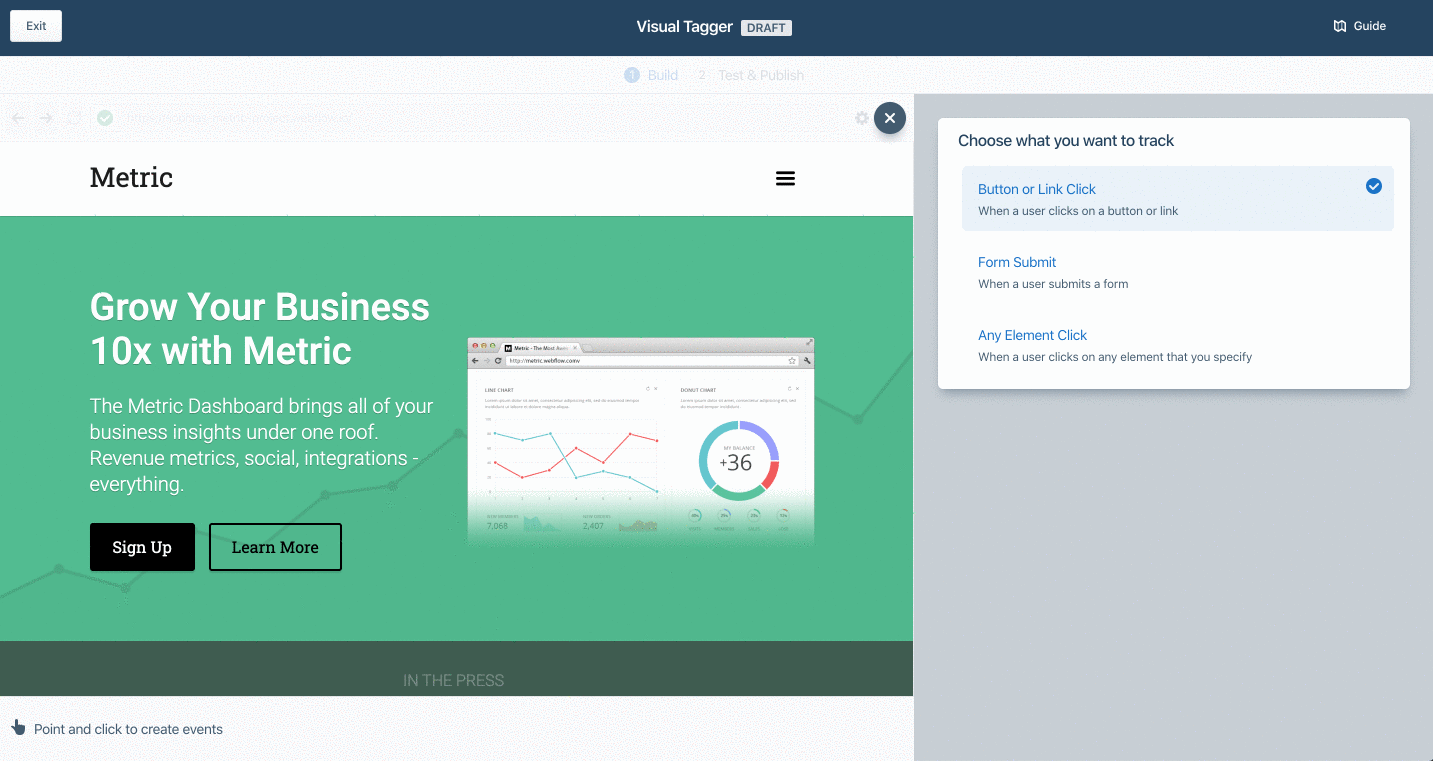 Exit
Visual Tagger DRAFT
Guide
1 Build 2 Test & Publish
Metric
Grow Your Business
10x with Metric
The Metric Dashboard brings all of your
business insights under one roof.
Revenue metrics, social, integrations -
everything.
Sign Up
Learn More
Metric - The Most Awes
http://metric.webflow.com
LINE CHART
DONUT CHART
MY BALANCE
+36
NEW MEMBERS
7,068
2,407
IN THE PRESS
Point and click to create events
Choose what you want to track
Button or Link Click
When a user clicks on a button or link
Form Submit
When a user submits a form
Any Element Click
When a user clicks on any element that you specify